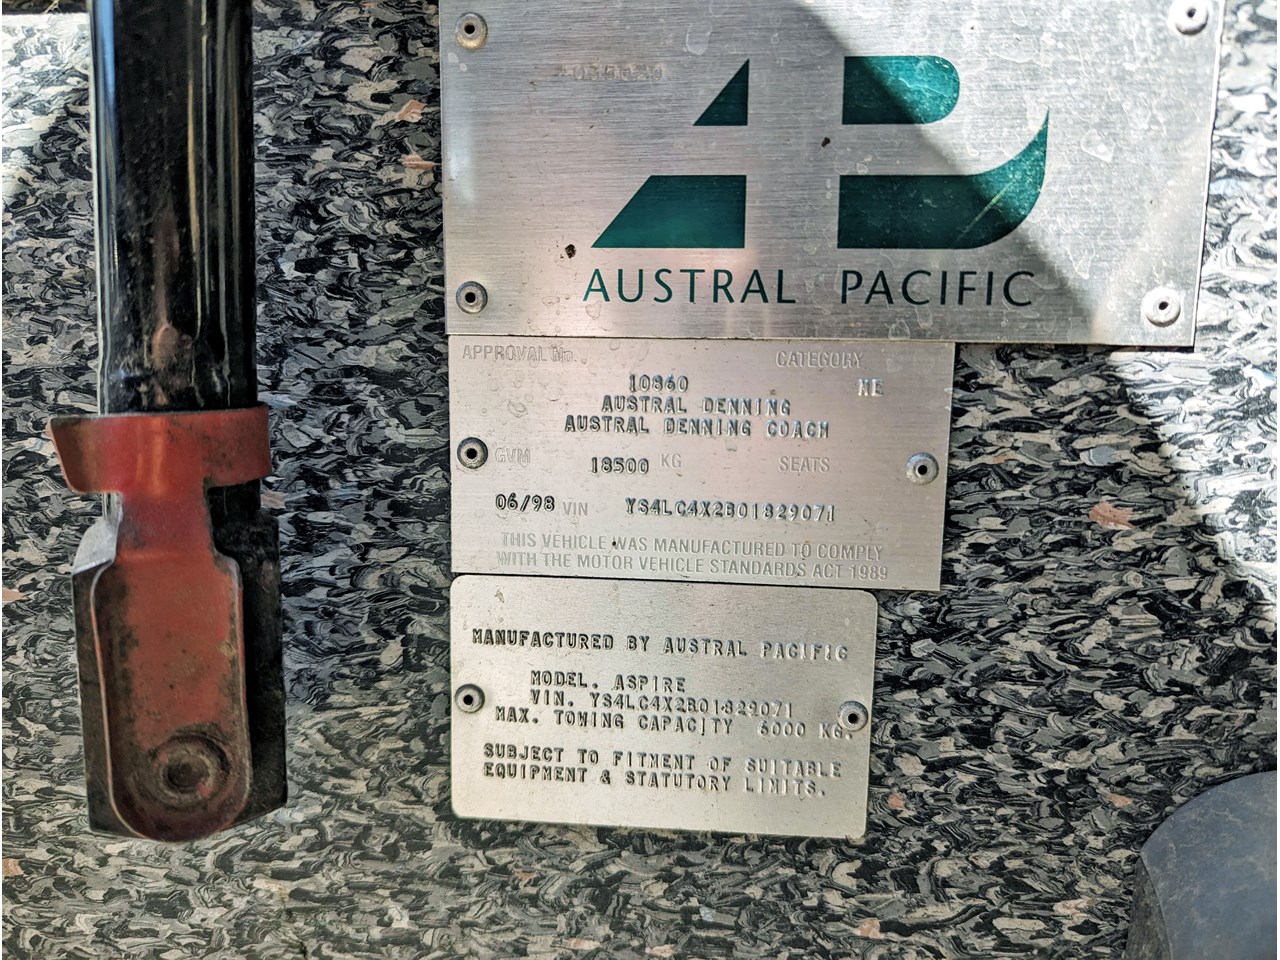 AUSTRAL PACIFIC
APPROVAL No. CATEGORY
10860 ME
AUSTRAL DENNING
AUSTRAL DENNING COACH
GVM 18500 KG SEATS
06/98 VIN YS4LC4X2B01829071
THIS VEHICLE WAS MANUFACTURED TO COMPLY
WITH THE MOTOR VEHICLE STANDARDS ACT 1989
MANUFACTURED BY AUSTRAL PACIFIC
MODEL. ASPIRE
VIN. YS4LC4X2B01829071
MAX. TOWING CAPACITY 6000 KG.
SUBJECT TO FITMENT OF SUITABLE
EQUIPMENT & STATUTORY LIMITS.